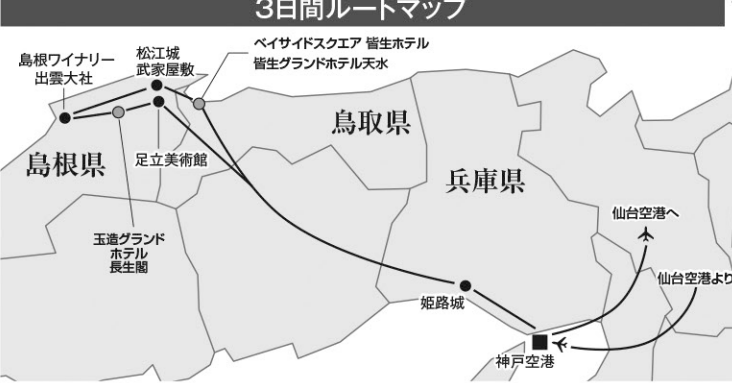 3日間ルートマップ
島根ワイナリー
出雲大社
松江城
武家屋敷
ベイサイドスクエア 皆生ホテル
皆生グランドホテル天水
鳥取県
島根県
足立美術館
兵庫県
玉造グランド
ホテル
長生閣
仙台空港へ
仙台空港より
姫路城
神戸空港